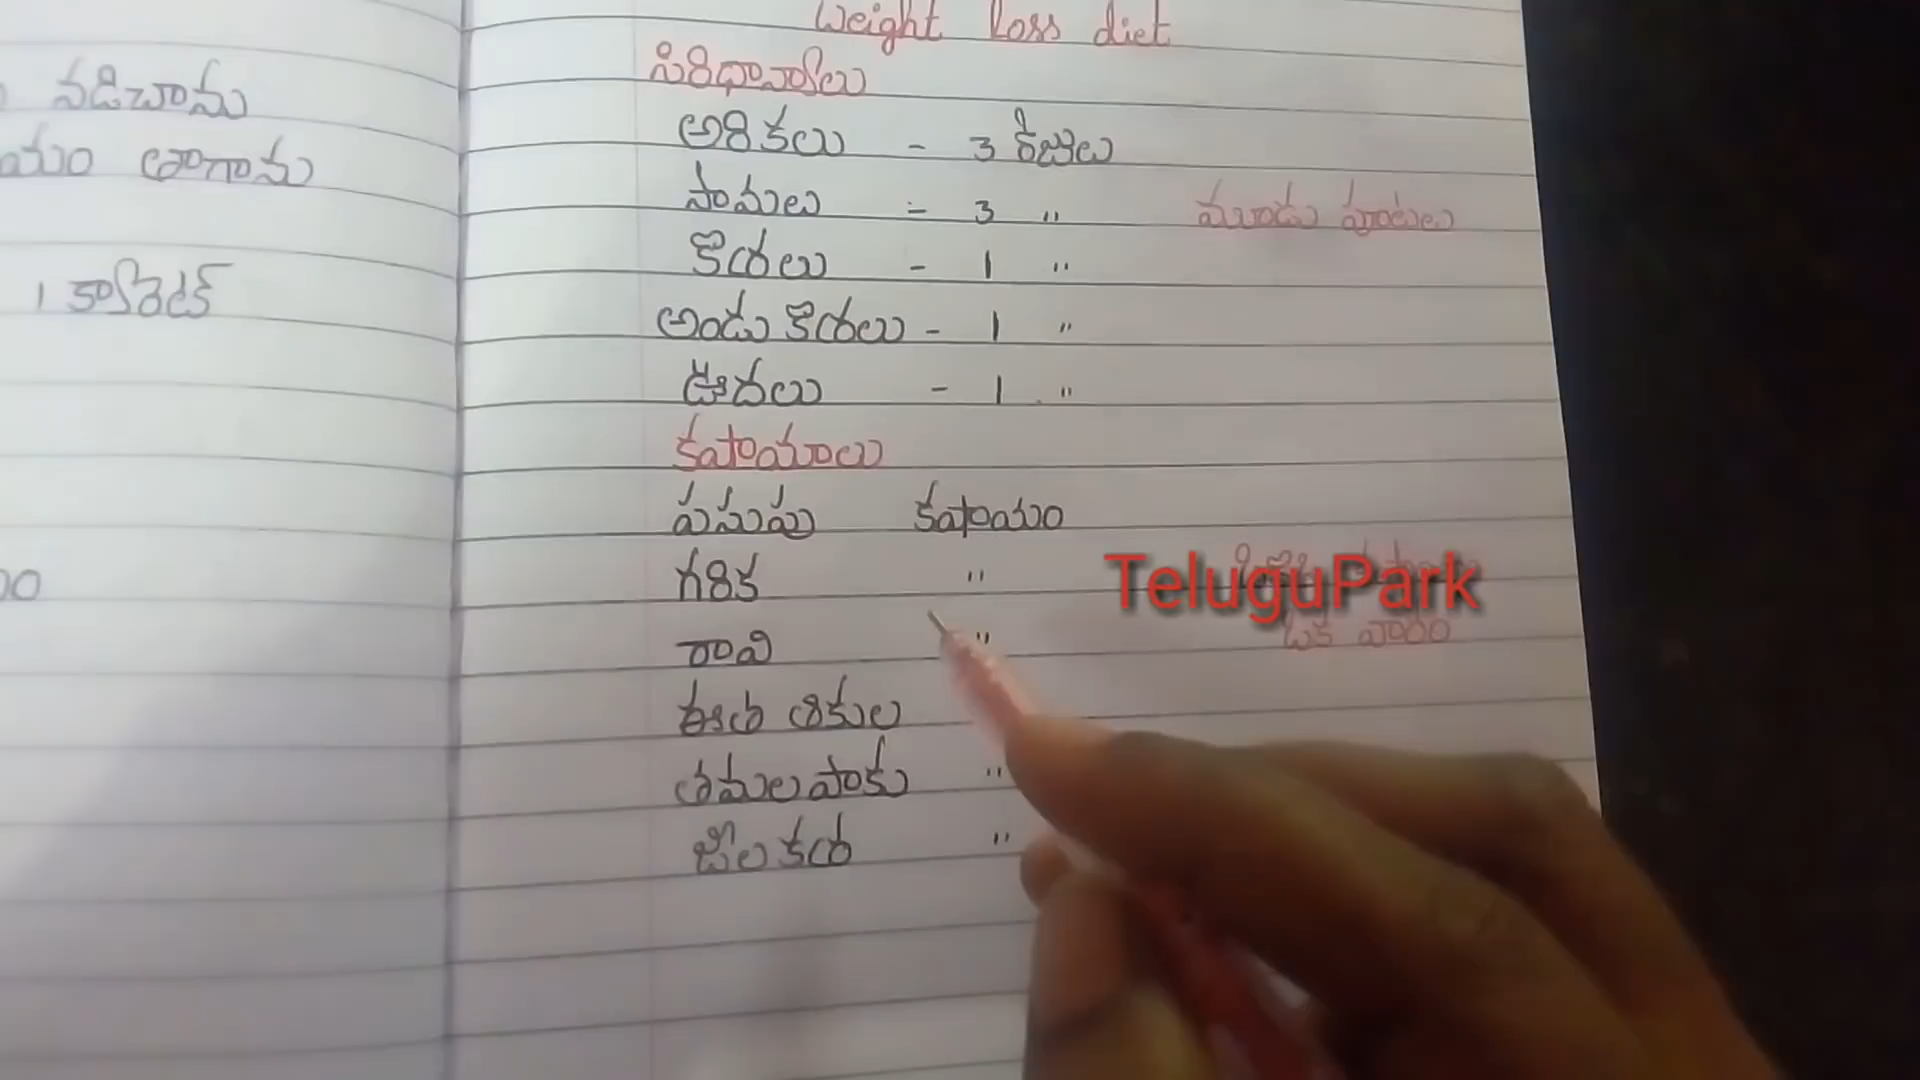 నడిచాను
యం త్రాగాను
1 క్యారెట్
Weight loss diet
సిరిధాన్యాలు
అరికలు - 3 కేజీలు
సామలు - 3 " మూడు పూటలు
కొర్రలు - 1 "
అండు కొర్రలు - 1 "
ఊదలు - 1 "
కషాయాలు
పసుపు కషాయం
గరిక "
TeluguPark
రావి " ఒక వారం
ఆకుల
తమలపాకు "
జీలకర్ర "